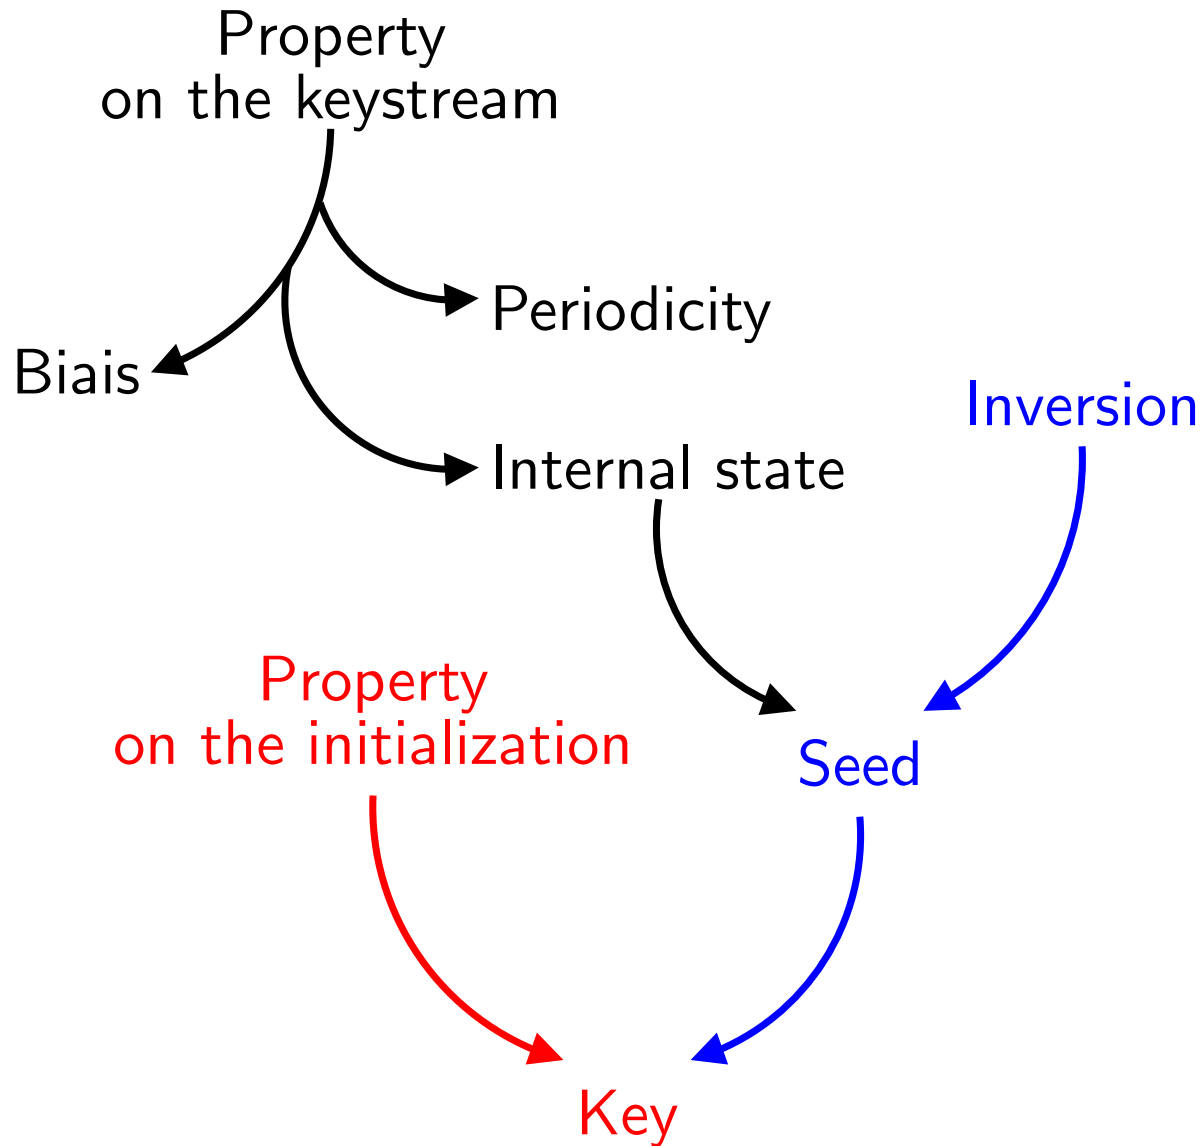 Property
on the keystream
Periodicity
Biais
Inversion
Internal state
Property
on the initialization
Seed
Key